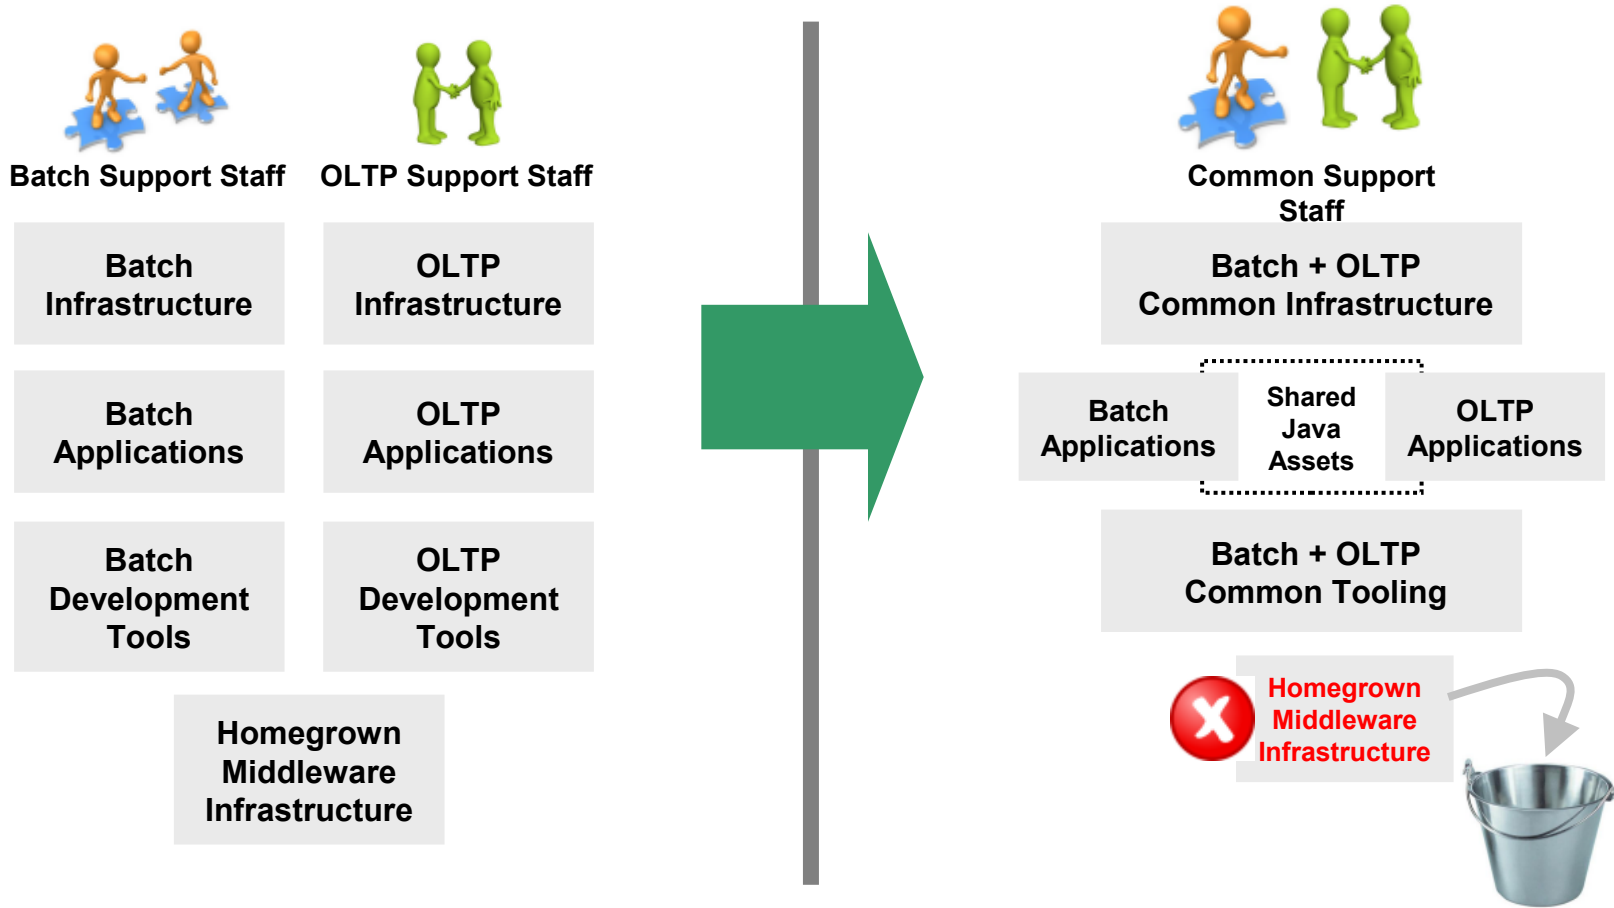 Batch Support Staff
OLTP Support Staff
Batch
Infrastructure
OLTP
Infrastructure
Batch
Applications
OLTP
Applications
Batch
Development
Tools
OLTP
Development
Tools
Homegrown
Middleware
Infrastructure
Common Support
Staff
Batch + OLTP
Common Infrastructure
Batch
Applications
Shared
Java
Assets
OLTP
Applications
Batch + OLTP
Common Tooling
Homegrown
Middleware
Infrastructure